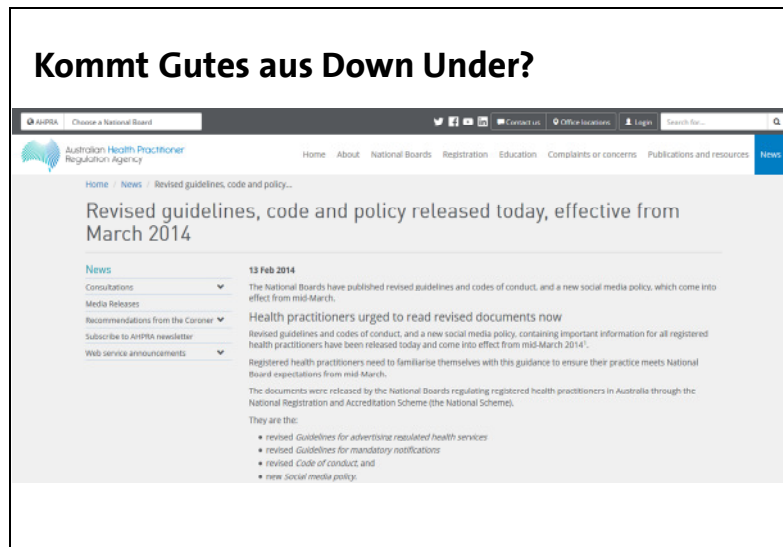 Kommt Gutes aus Down Under?
AHPRA Choose a National Board Contact us Office locations Login Search for...
Australian Health Practitioner
Regulation Agency
Home About National Boards Registration Education Complaints or concerns Publications and resources News
Home / News / Revised guidelines, code and policy...
Revised guidelines, code and policy released today, effective from
March 2014
News
Consultations
Media Releases
Recommendations from the Coroner
Subscribe to AHPRA newsletter
Web service announcements
13 Feb 2014
The National Boards have published revised guidelines and codes of conduct, and a new social media policy, which come into
effect from mid-March.
Health practitioners urged to read revised documents now
Revised guidelines and codes of conduct, and a new social media policy, containing important information for all registered
health practitioners have been released today and come into effect from mid-March 2014¹.
Registered health practitioners need to familiarise themselves with this guidance to ensure their practice meets National
Board expectations from mid-March.
The documents were released by the National Boards regulating registered health practitioners in Australia through the
National Registration and Accreditation Scheme (the National Scheme).
They are the:
• revised Guidelines for advertising regulated health services
• revised Guidelines for mandatory notifications
• revised Code of conduct, and
• new Social media policy.